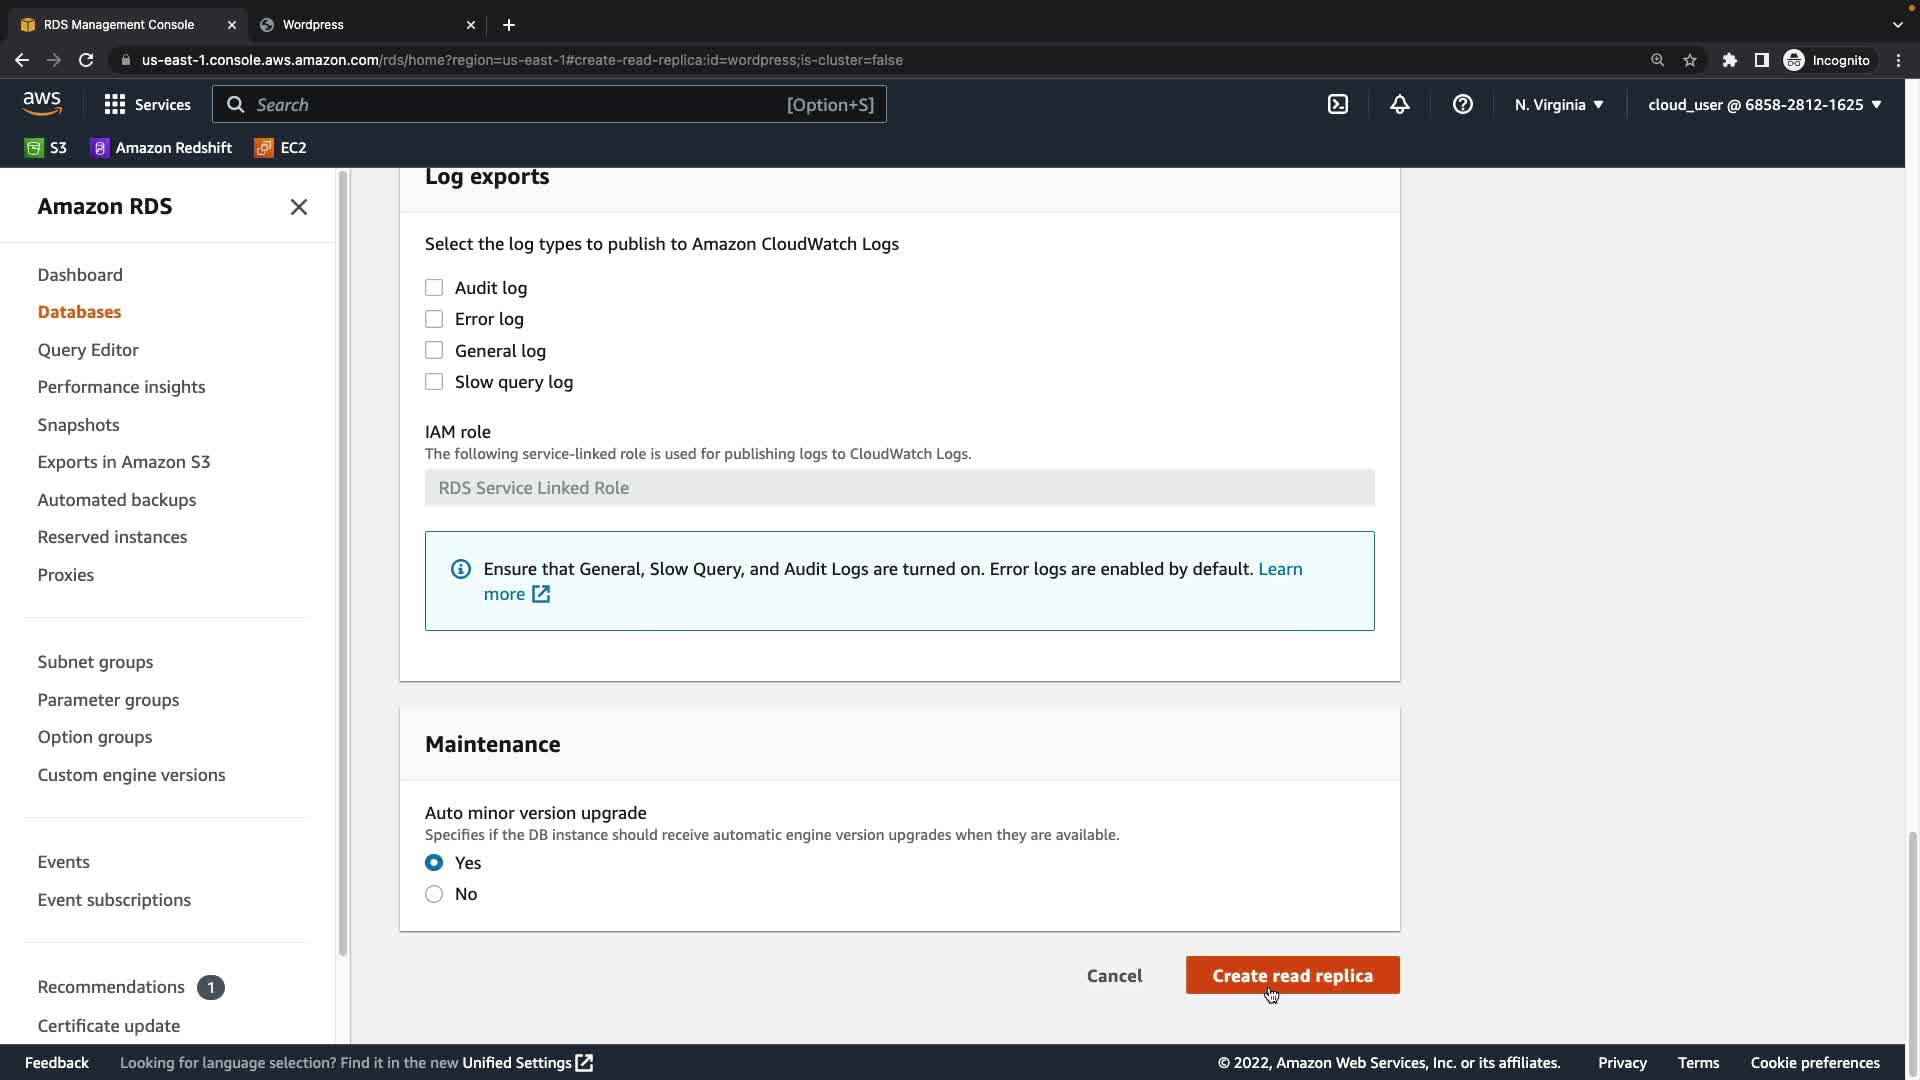 RDS Management Console
Wordpress
us-east-1.console.aws.amazon.com/rds/home?region=us-east-1#create-read-replica:id=wordpress;is-cluster=false
Incognito
aws
Services
Search
[Option+S]
N. Virginia
cloud_user @ 6858-2812-1625
S3
Amazon Redshift
EC2
Amazon RDS
Dashboard
Databases
Query Editor
Performance insights
Snapshots
Exports in Amazon S3
Automated backups
Reserved instances
Proxies
Subnet groups
Parameter groups
Option groups
Custom engine versions
Events
Event subscriptions
Recommendations 1
Certificate update
Log exports
Select the log types to publish to Amazon CloudWatch Logs
Audit log
Error log
General log
Slow query log
IAM role
The following service-linked role is used for publishing logs to CloudWatch Logs.
RDS Service Linked Role
Ensure that General, Slow Query, and Audit Logs are turned on. Error logs are enabled by default. Learn
more
Maintenance
Auto minor version upgrade
Specifies if the DB instance should receive automatic engine version upgrades when they are available.
Yes
No
Cancel
Create read replica
Feedback
Looking for language selection? Find it in the new Unified Settings
© 2022, Amazon Web Services, Inc. or its affiliates.
Privacy
Terms
Cookie preferences